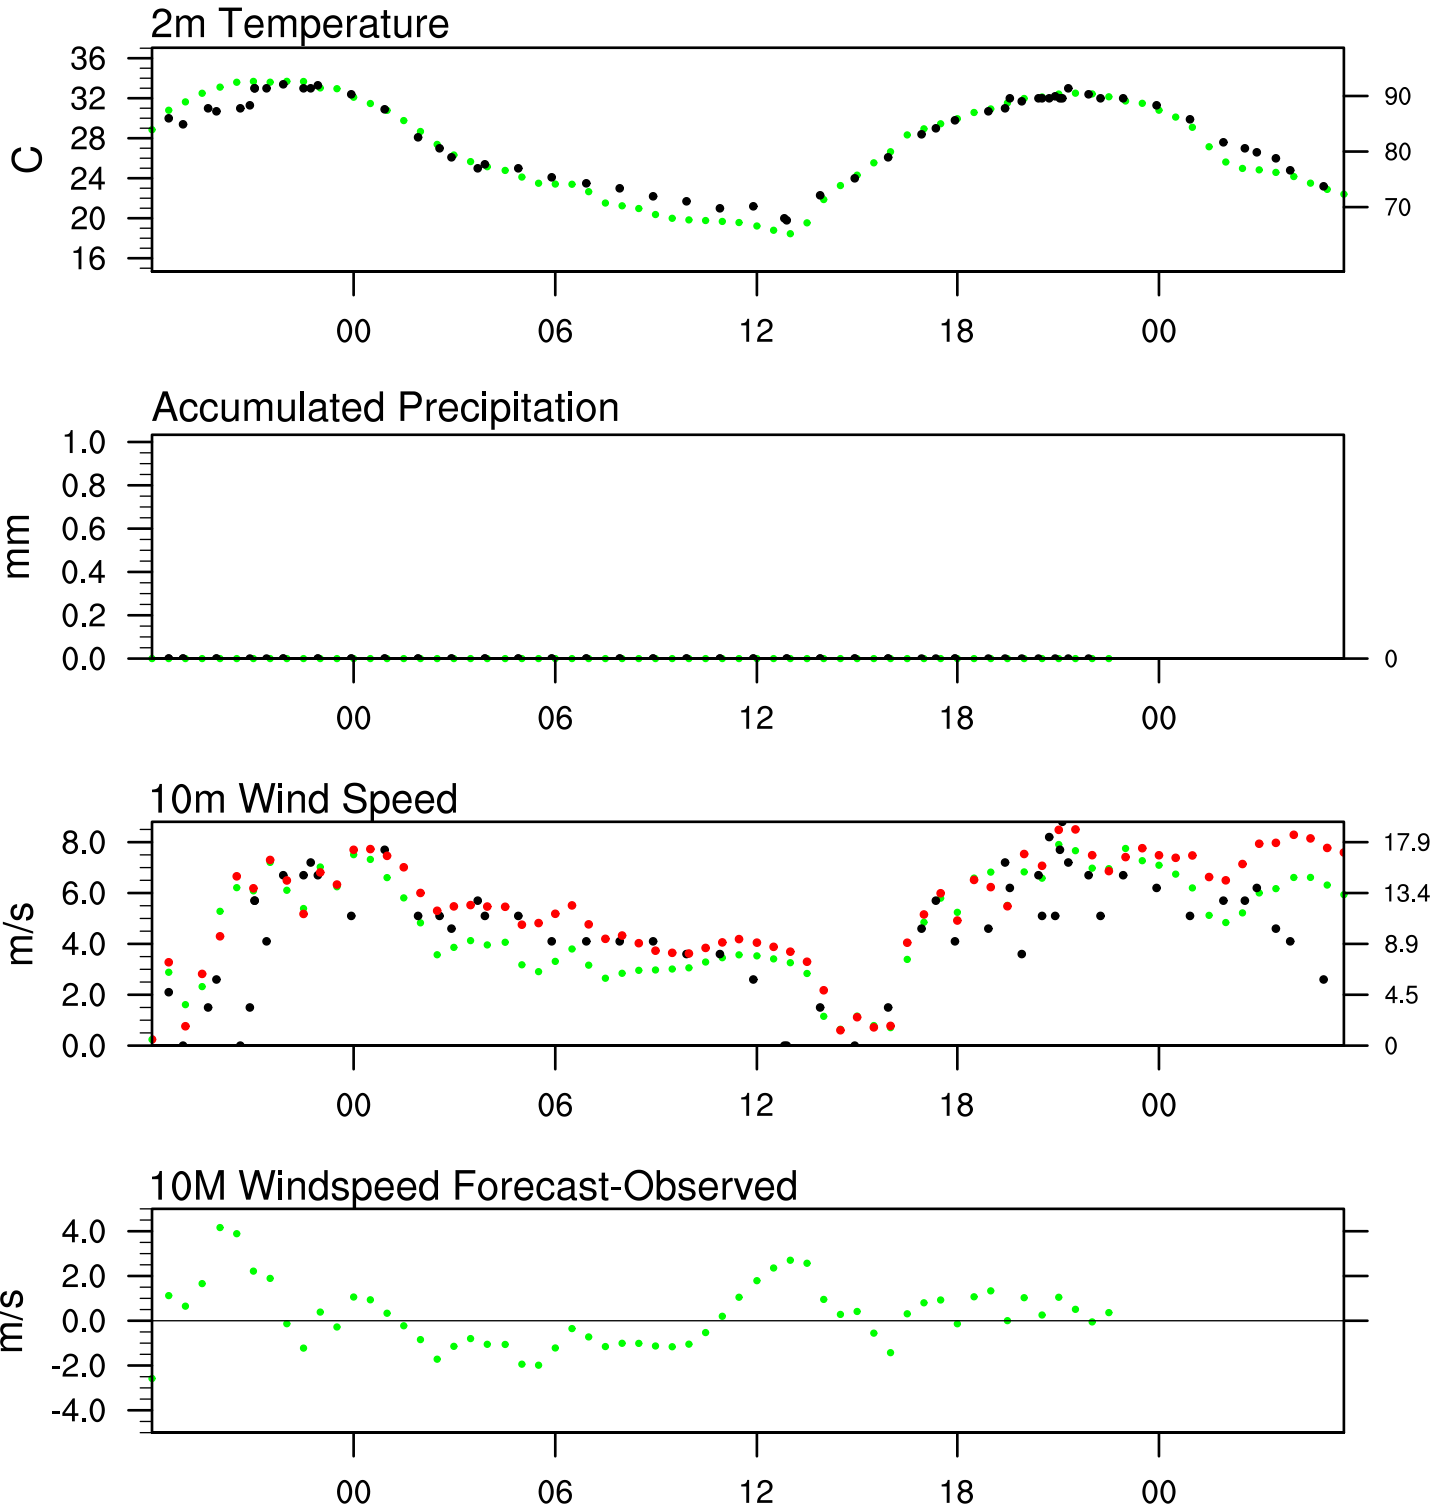 2m Temperature
36
32
28
24
20
16
C
90
80
70
00 06 12 18 00
Accumulated Precipitation
1.0
0.8
0.6
0.4
0.2
0.0
mm
0
00 06 12 18 00
10m Wind Speed
8.0
6.0
4.0
2.0
0.0
m/s
17.9
13.4
8.9
4.5
0
00 06 12 18 00
10M Windspeed Forecast-Observed
4.0
2.0
0.0
-2.0
-4.0
m/s
00 06 12 18 00